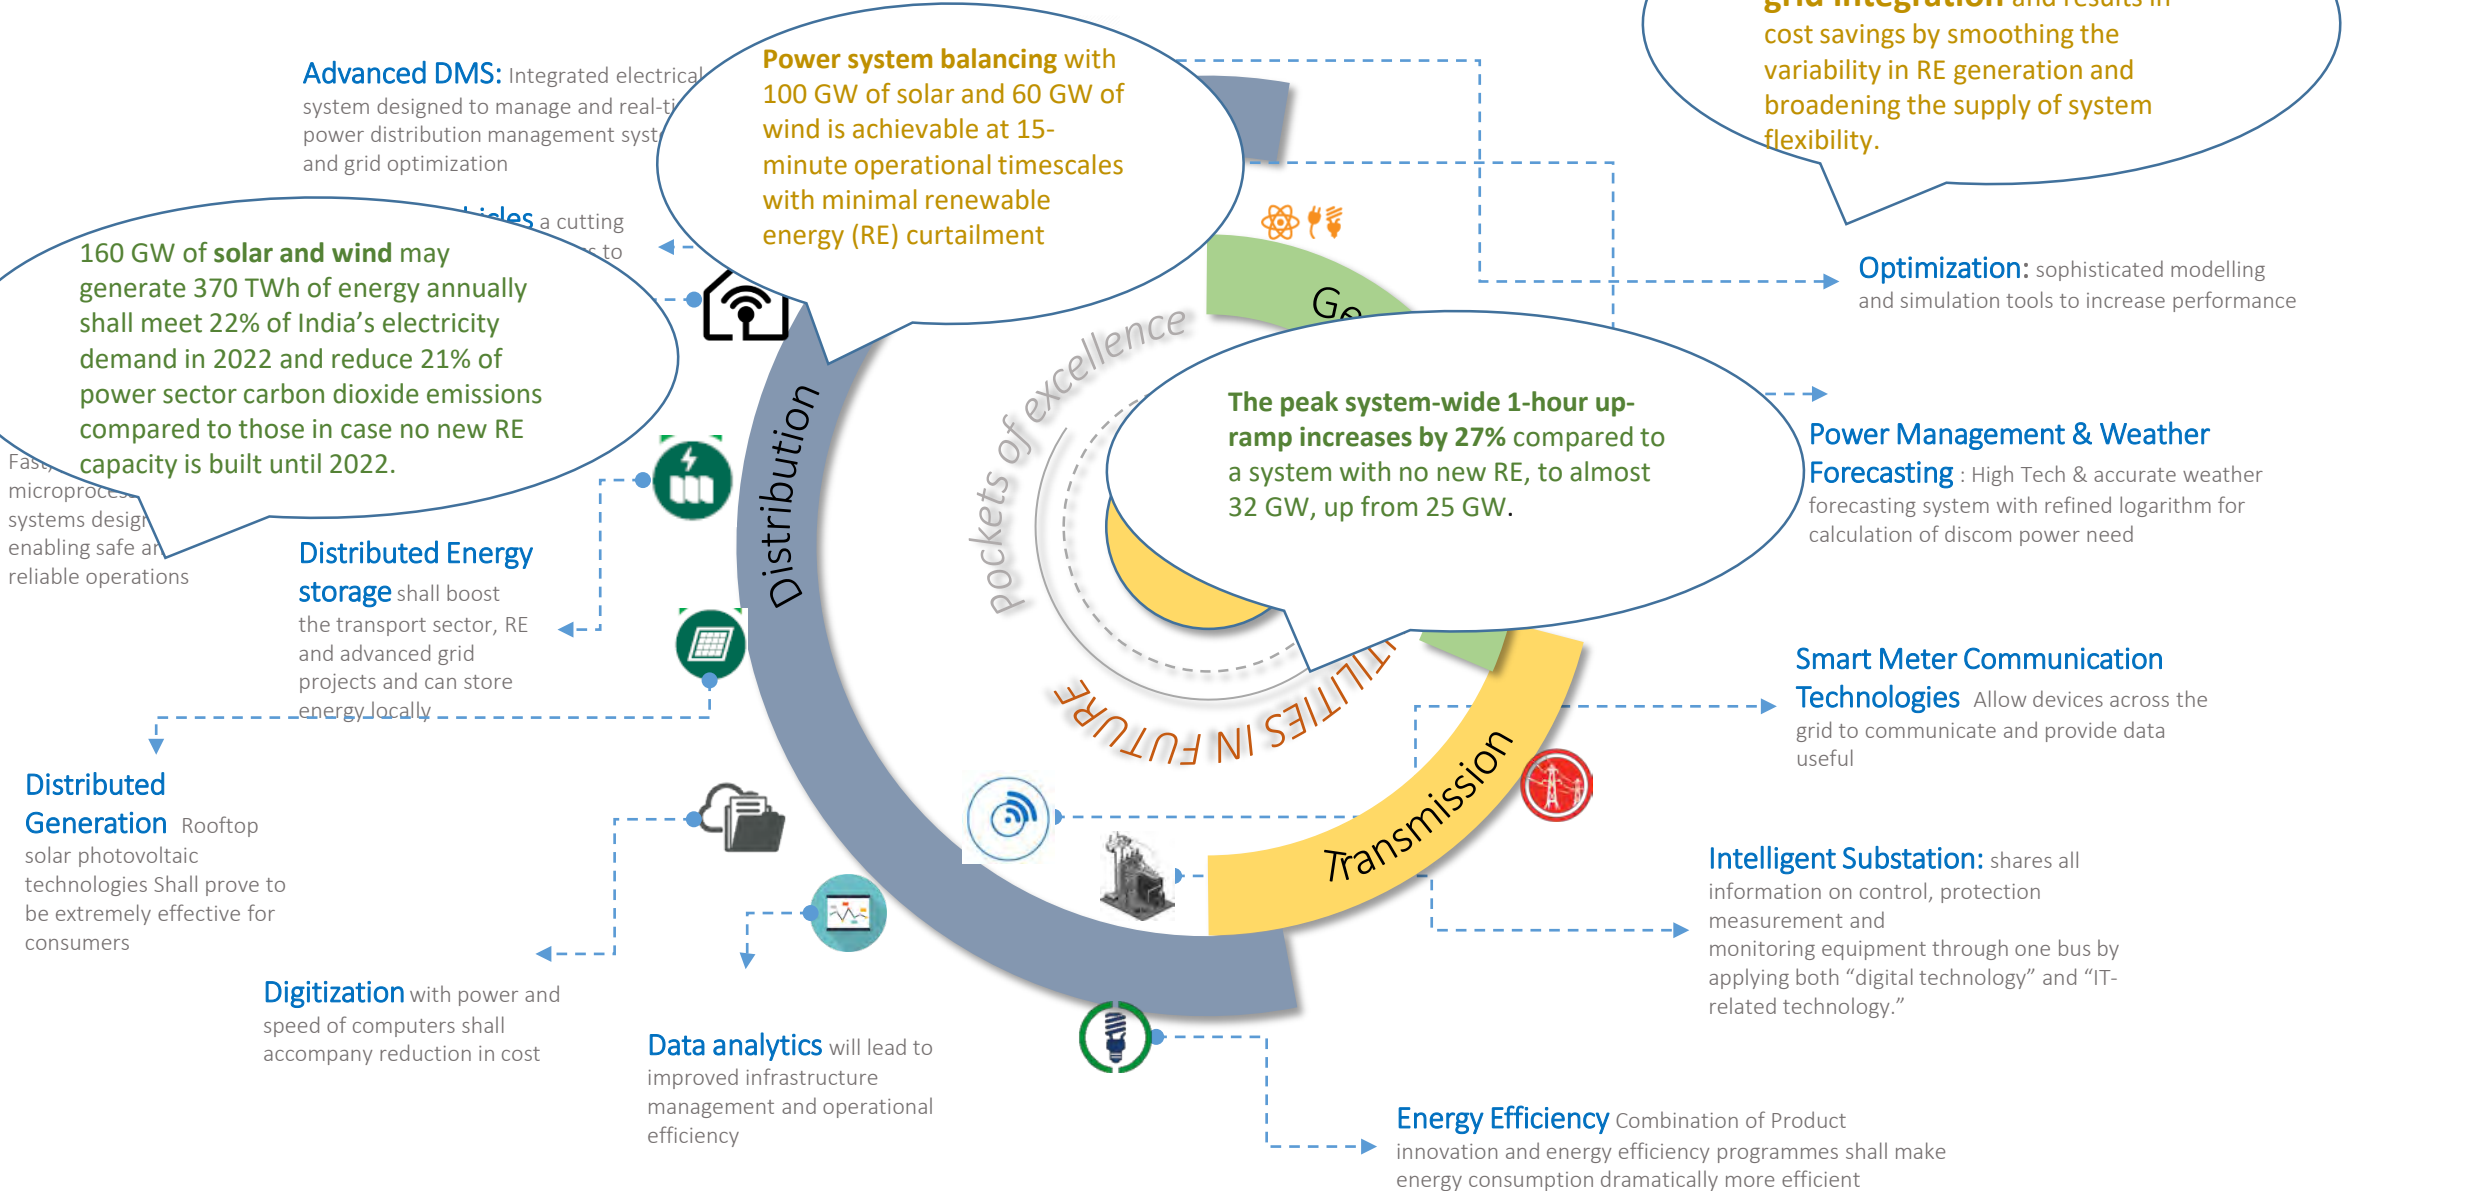 grid integration and results in
cost savings by smoothing the
variability in RE generation and
broadening the supply of system
flexibility.
Power system balancing with
100 GW of solar and 60 GW of
wind is achievable at 15-
minute operational timescales
with minimal renewable
energy (RE) curtailment
Advanced DMS: Integrated electrical
system designed to manage and real-ti
power distribution management syst
and grid optimization
a cutting
to
160 GW of solar and wind may
generate 370 TWh of energy annually
shall meet 22% of India's electricity
demand in 2022 and reduce 21% of
power sector carbon dioxide emissions
compared to those in case no new RE
capacity is built until 2022.
Fast,
microprocess
systems design
enabling safe an
reliable operations
Distributed Energy
storage shall boost
the transport sector, RE
and advanced grid
projects and can store
energy locally
Distributed
Generation Rooftop
solar photovoltaic
technologies Shall prove to
be extremely effective for
consumers
Digitization with power and
speed of computers shall
accompany reduction in cost
Data analytics will lead to
improved infrastructure
management and operational
efficiency
Distribution
pockets of excellence
Ge
The peak system-wide 1-hour up-
ramp increases by 27% compared to
a system with no new RE, to almost
32 GW, up from 25 GW.
TILITIES IN FUTURE
Transmission
Optimization: sophisticated modelling
and simulation tools to increase performance
Power Management & Weather
Forecasting : High Tech & accurate weather
forecasting system with refined logarithm for
calculation of discom power need
Smart Meter Communication
Technologies Allow devices across the
grid to communicate and provide data
useful
Intelligent Substation: shares all
information on control, protection
measurement and
monitoring equipment through one bus by
applying both “digital technology” and “IT-
related technology.”
Energy Efficiency Combination of Product
innovation and energy efficiency programmes shall make
energy consumption dramatically more efficient